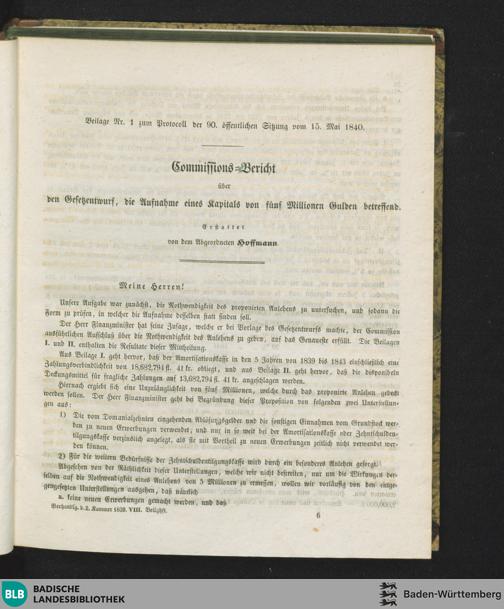 Beilage Nr. 1 zum Protocoll der 90. öffentlichen Sitzung vom 15. Mai 1840.
Commissions-Bericht
über
den Gesetzentwurf, die Aufnahme eines Kapitals von fünf Millionen Gulden betreffend.
Erstattet
von dem Abgeordneten Hoffmann.
Meine Herren!
Unsere Aufgabe war zunächst, die Nothwendigkeit des proponirten Anlehens zu untersuchen, und sodann die
Form zu prüfen, in welcher die Aufnahme desselben statt finden soll.
Der Herr Finanzminister hat seine Zusage, welche er bei Vorlage des Gesetzentwurfs machte, der Commission
ausführlichen Aufschluß über die Nothwendigkeit des Anlehens zu geben, auf das Genaueste erfüllt. Die Beilagen
I. und II. enthalten die Resultate dieser Mittheilung.
Aus Beilage I. geht hervor, daß der Amortisationskasse in den 5 Jahren von 1839 bis 1843 einschließlich eine
Zahlungsverbindlichkeit von 18,682,794 fl. 41 kr. obliegt, und aus Beilage II. geht hervor, daß die disponibeln
Deckungsmittel für fragliche Zahlungen auf 13,682,794 fl. 41 kr. angeschlagen werden.
Hiernach ergiebt sich eine Unzulänglichkeit von fünf Millionen, welche durch das proponirte Anlehen gedeckt
werden sollen. Der Herr Finanzminister geht bei Begründung dieser Proposition von folgenden zwei Unterstellun-
gen aus:
1) Die vom Domanialzehnten eingehenden Ablösungsgelder und die sonstigen Einnahmen vom Grundstock wer-
den zu neuen Erwerbungen verwendet, und nur in so weit bei der Amortisationskasse oder Zehntschulden-
tilgungskasse verzinslich angelegt, als sie mit Vortheil zu neuen Erwerbungen zeitlich nicht verwendet wer-
den können.
2) Für die weitern Bedürfnisse der Zehntschuldentilgungskasse wird durch ein besonderes Anlehen gesorgt.
Abgesehen von der Räthlichkeit dieser Unterstellungen, welche wir nicht bestreiten, nur um die Wirkungen der-
selben auf die Nothwendigkeit eines Anlehens von 5 Millionen zu ermessen, wollen wir vorläufig von den entge-
gengesetzten Unterstellungen ausgehen, daß nämlich
a. keine neuen Erwerbungen gemacht werden, und daß
Verhandlg. d. 2. Kammer 1839. VIII. Beilghft.
6
BLB BADISCHE
LANDESBIBLIOTHEK
Baden-Württemberg